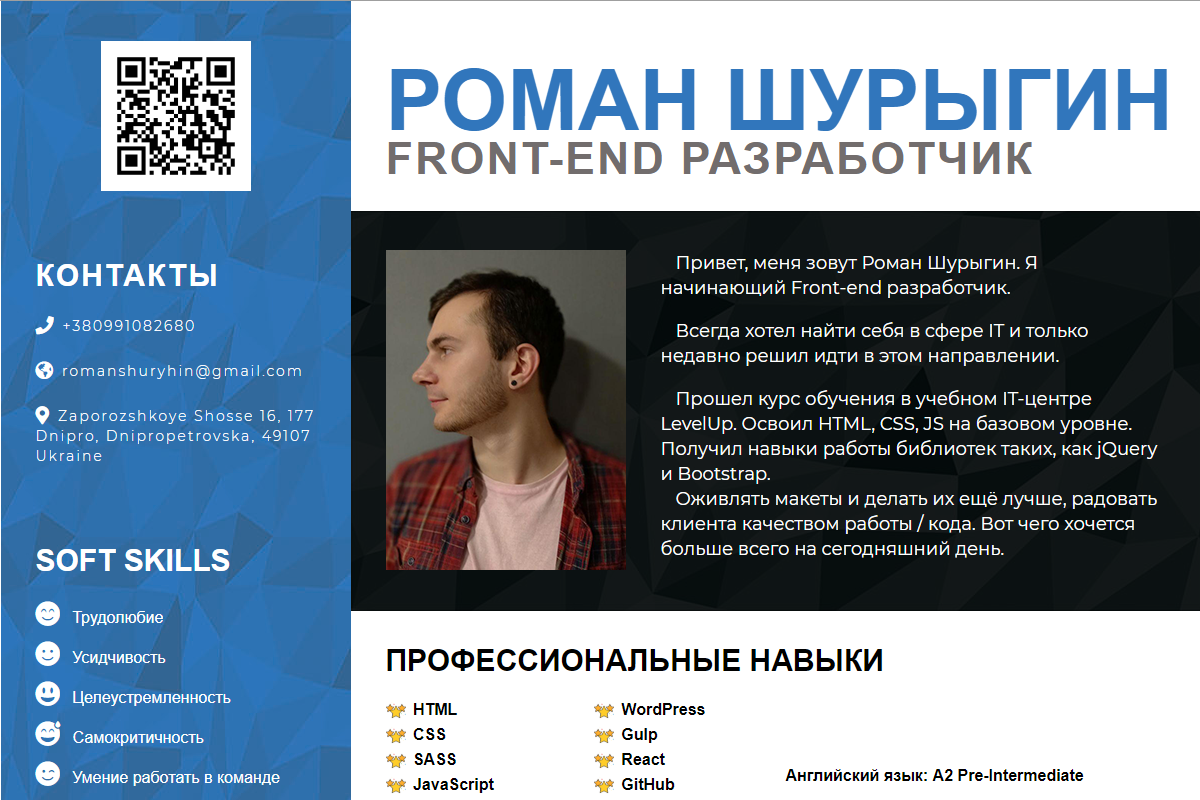 РОМАН ШУРЫГИН
FRONT-END РАЗРАБОТЧИК
КОНТАКТЫ
+380991082680
romanshuryhin@gmail.com
Zaporozshkoye Shosse 16, 177
Dnipro, Dnipropetrovska, 49107
Ukraine
SOFT SKILLS
Трудолюбие
Усидчивость
Целеустремленность
Самокритичность
Умение работать в команде
Привет, меня зовут Роман Шурыгин. Я
начинающий Front-end разработчик.
Всегда хотел найти себя в сфере IT и только
недавно решил идти в этом направлении.
Прошел курс обучения в учебном IT-центре
LevelUp. Освоил HTML, CSS, JS на базовом уровне.
Получил навыки работы библиотек таких, как jQuery
и Bootstrap.
Оживлять макеты и делать их ещё лучше, радовать
клиента качеством работы / кода. Вот чего хочется
больше всего на сегодняшний день.
ПРОФЕССИОНАЛЬНЫЕ НАВЫКИ
HTML
CSS
SASS
JavaScript
WordPress
Gulp
React
GitHub
Английский язык: A2 Pre-Intermediate